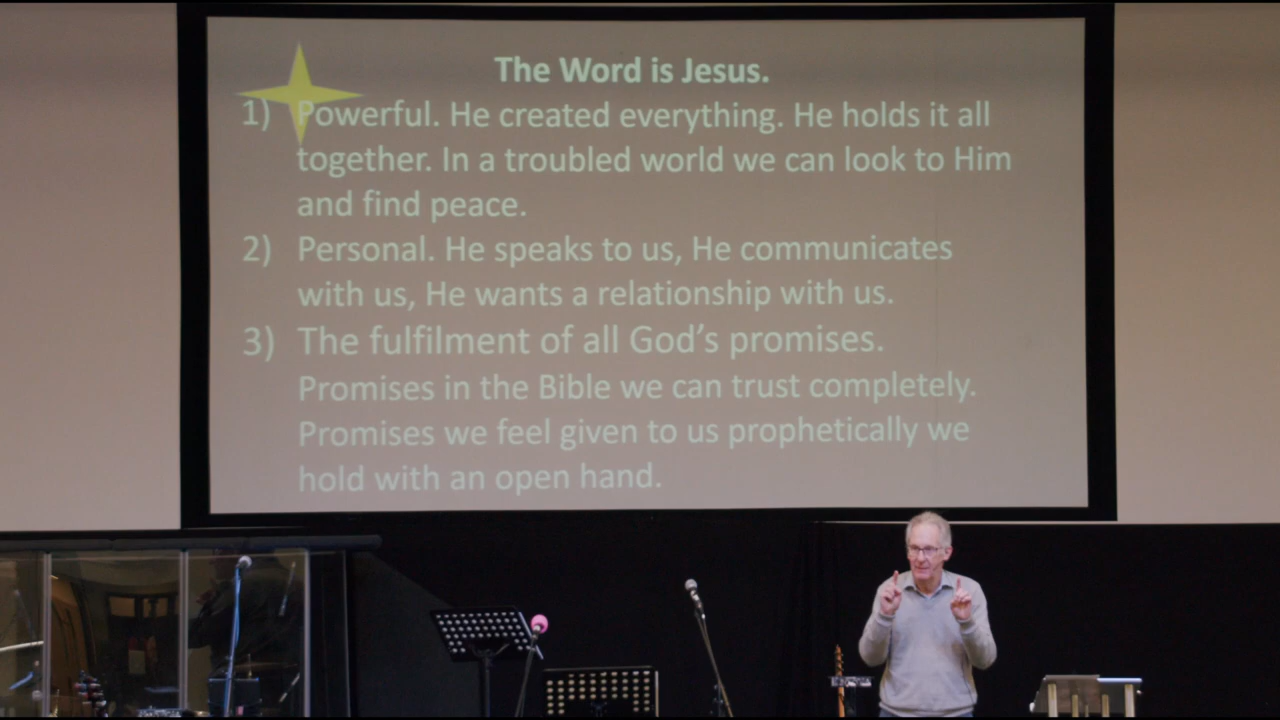 The Word is Jesus.
1) Powerful. He created everything. He holds it all
together. In a troubled world we can look to Him
and find peace.
2) Personal. He speaks to us, He communicates
with us, He wants a relationship with us.
3) The fulfilment of all God's promises.
Promises in the Bible we can trust completely.
Promises we feel given to us prophetically we
hold with an open hand.